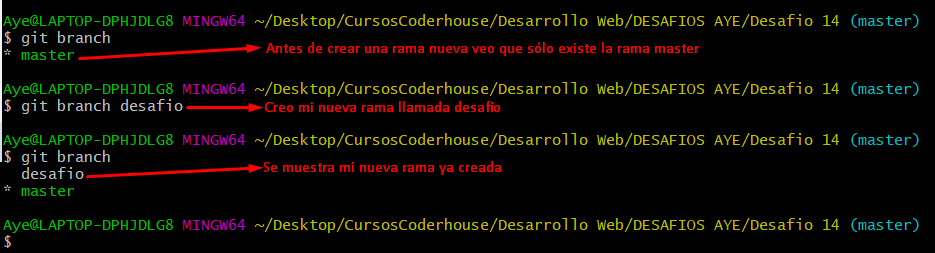 Aye@LAPTOP-DPHJDLG8 MINGW64 ~/Desktop/CursosCoderhouse/Desarrollo Web/DESAFIOS AYE/Desafio 14 (master)
$ git branch
* master Antes de crear una rama nueva veo que sólo existe la rama master
Aye@LAPTOP-DPHJDLG8 MINGW64 ~/Desktop/CursosCoderhouse/Desarrollo Web/DESAFIOS AYE/Desafio 14 (master)
$ git branch desafio Creo mi nueva rama llamada desafio
Aye@LAPTOP-DPHJDLG8 MINGW64 ~/Desktop/CursosCoderhouse/Desarrollo Web/DESAFIOS AYE/Desafio 14 (master)
$ git branch
desafio Se muestra mi nueva rama ya creada
* master
Aye@LAPTOP-DPHJDLG8 MINGW64 ~/Desktop/CursosCoderhouse/Desarrollo Web/DESAFIOS AYE/Desafio 14 (master)
$